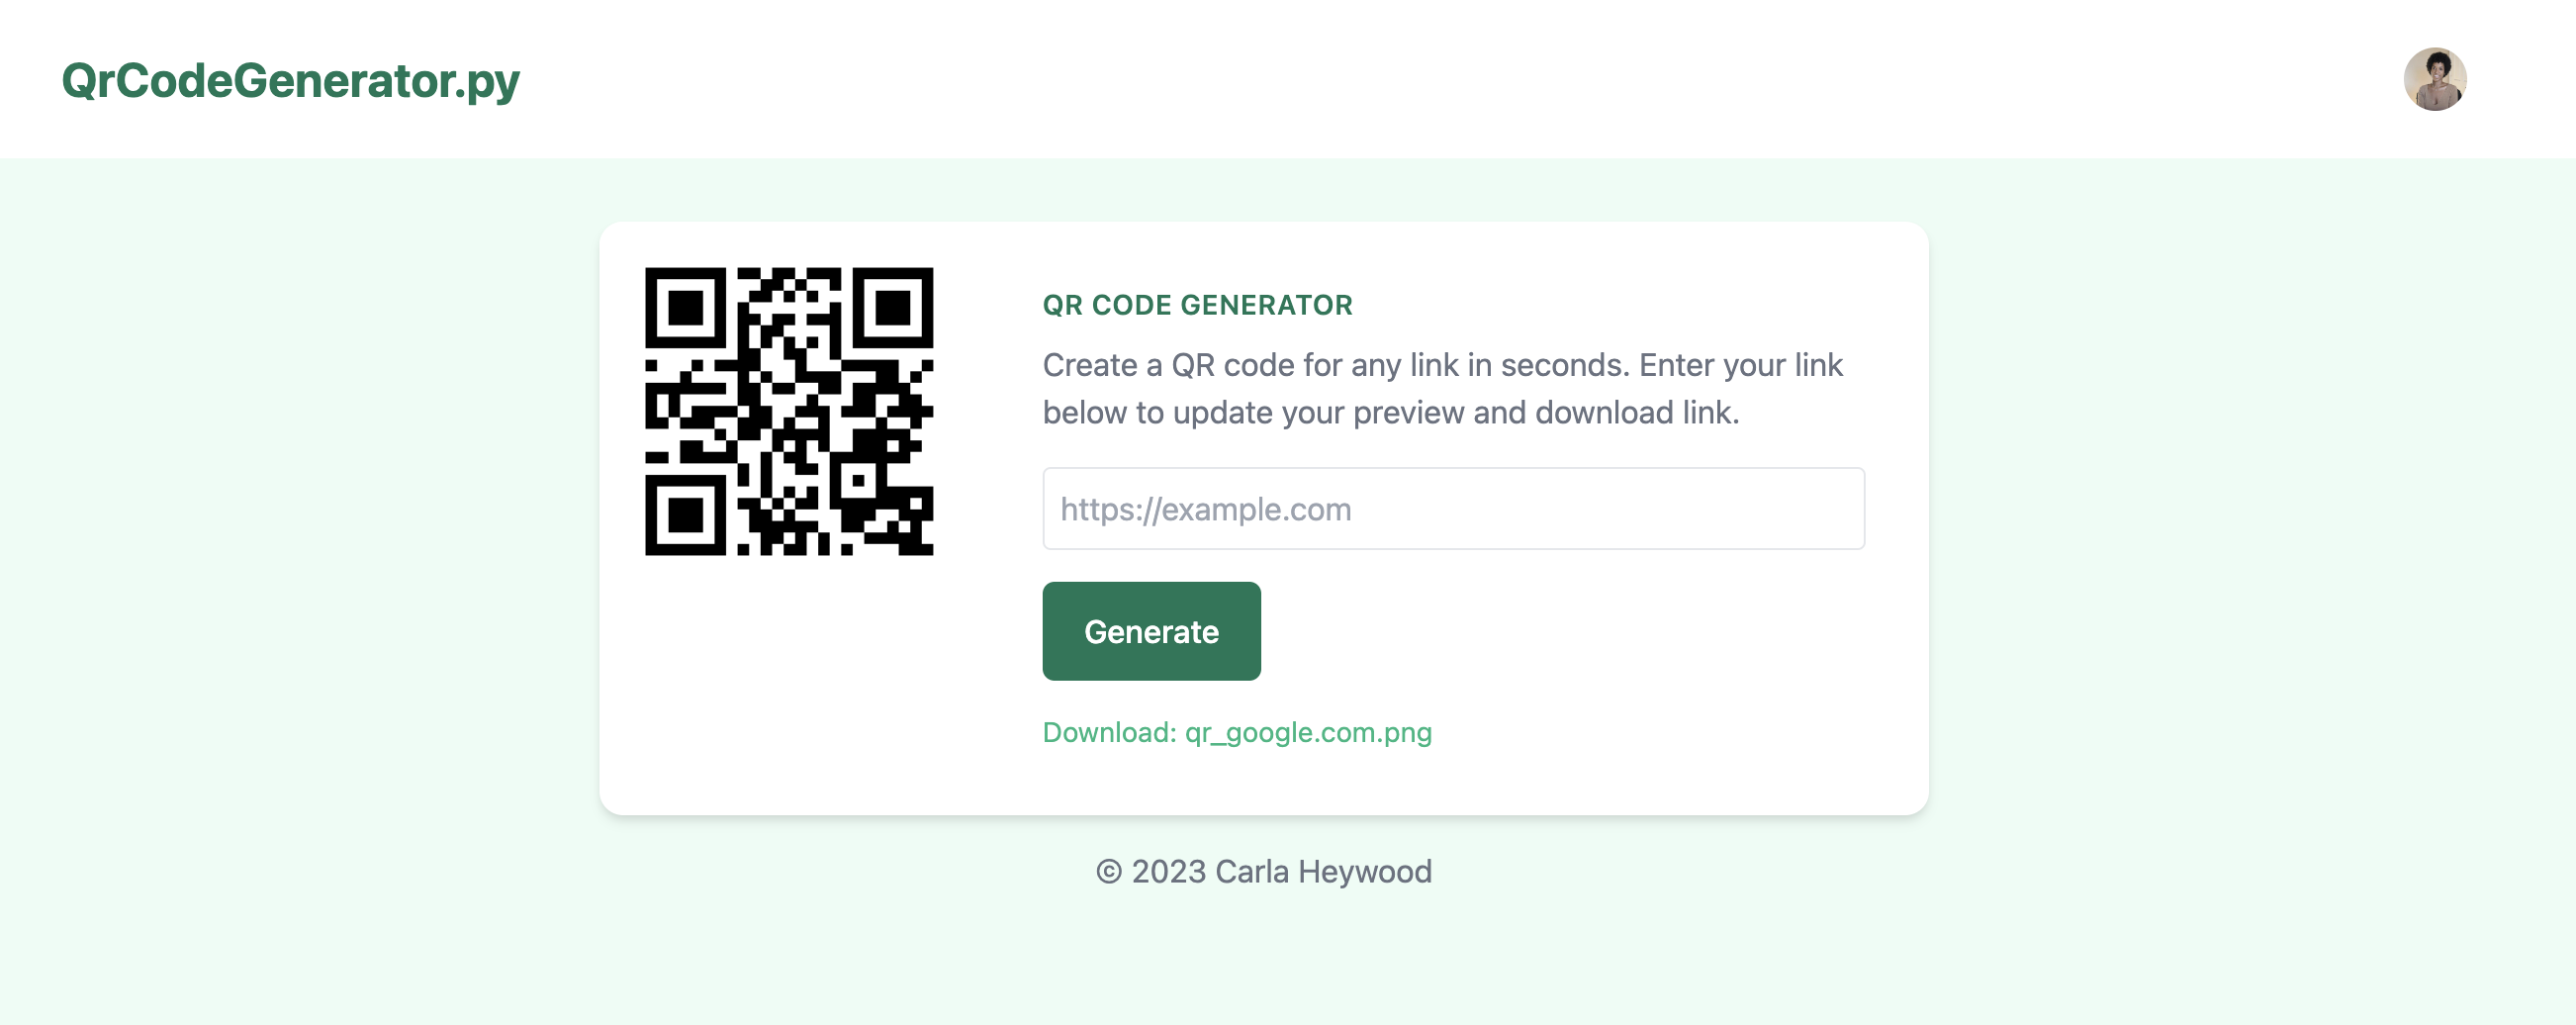 QrCodeGenerator.py
QR CODE GENERATOR
Create a QR code for any link in seconds. Enter your link
below to update your preview and download link.
https://example.com
Generate
Download: qr_google.com.png
© 2023 Carla Heywood